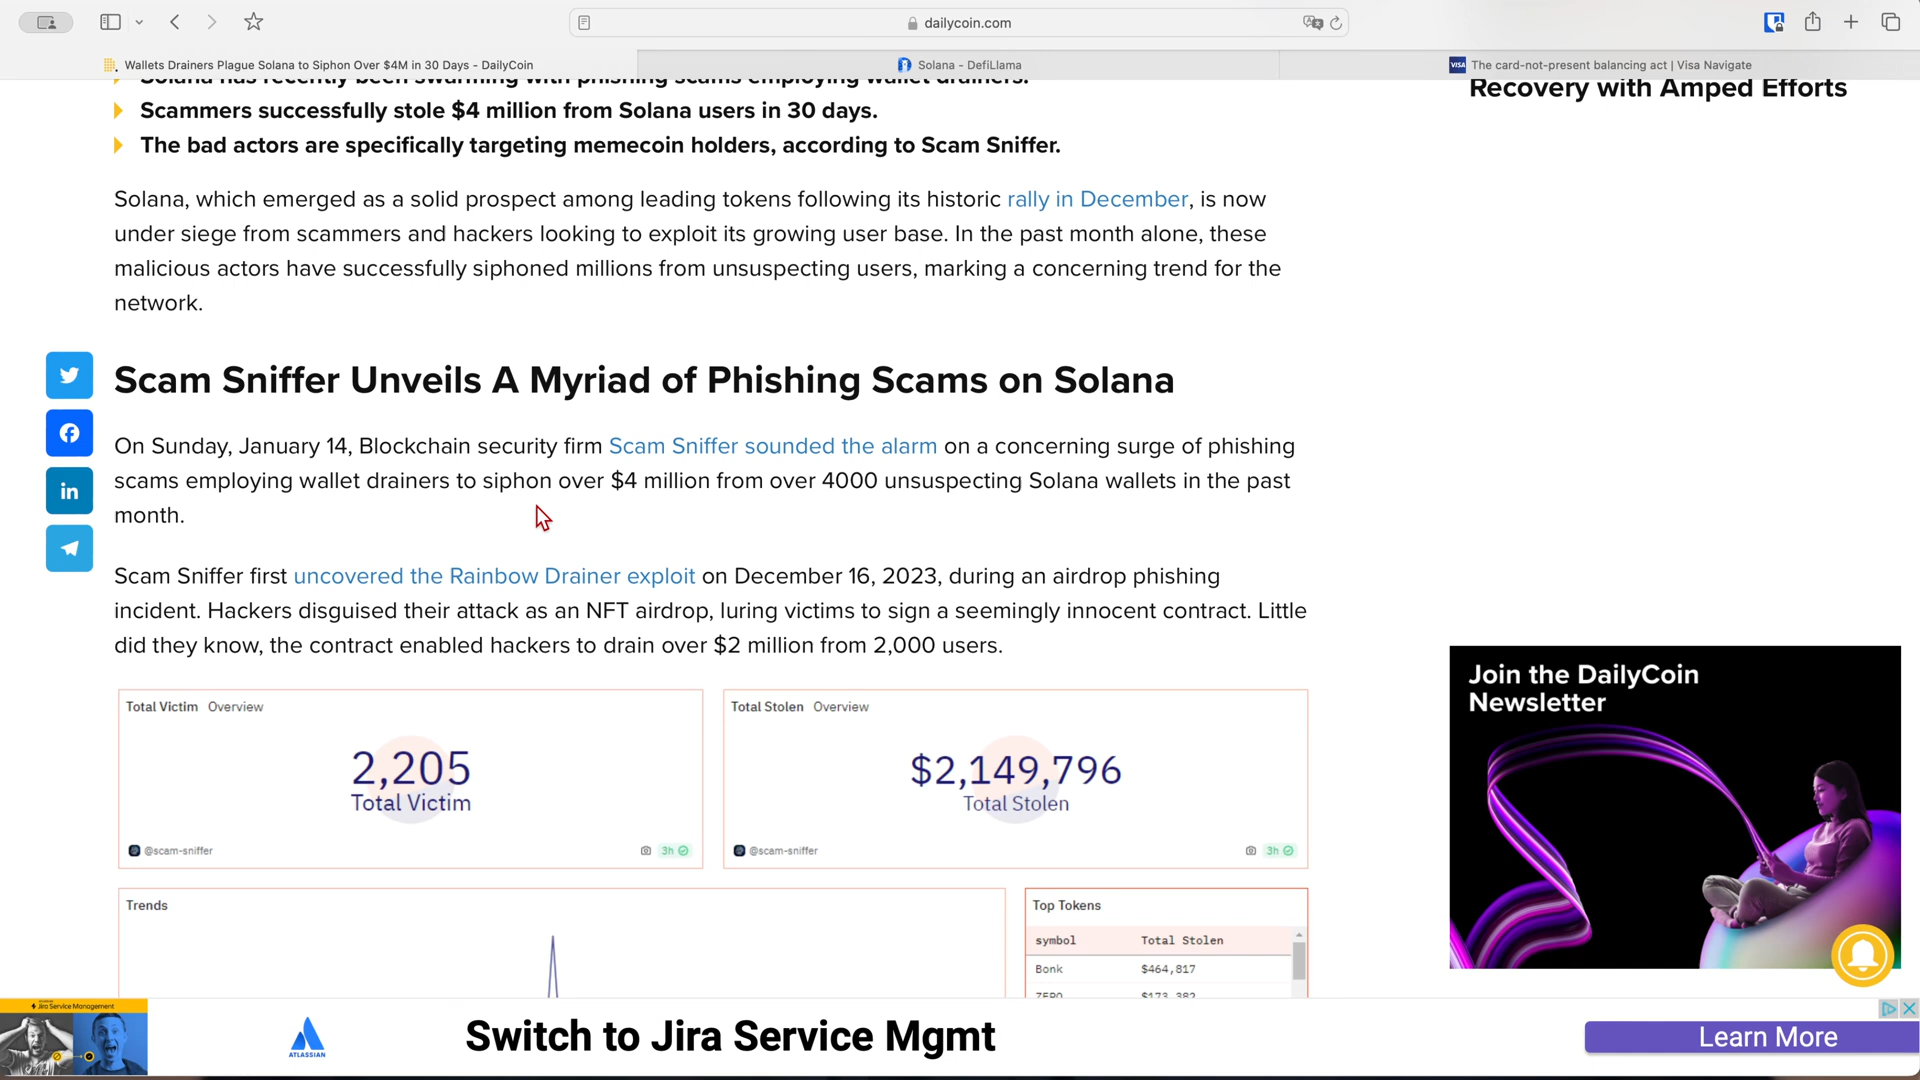 dailycoin.com
Wallets Drainers Plague Solana to Siphon Over $4M in 30 Days - DailyCoin
Solana - DefiLlama
VISA The card-not-present balancing act | Visa Navigate
Solana has recently been swarming with phishing scams employing wallet drainers.
Scammers successfully stole $4 million from Solana users in 30 days.
The bad actors are specifically targeting memecoin holders, according to Scam Sniffer.
Recovery with Amped Efforts
Solana, which emerged as a solid prospect among leading tokens following its historic rally in December, is now
under siege from scammers and hackers looking to exploit its growing user base. In the past month alone, these
malicious actors have successfully siphoned millions from unsuspecting users, marking a concerning trend for the
network.
Scam Sniffer Unveils A Myriad of Phishing Scams on Solana
On Sunday, January 14, Blockchain security firm Scam Sniffer sounded the alarm on a concerning surge of phishing
scams employing wallet drainers to siphon over $4 million from over 4000 unsuspecting Solana wallets in the past
month.
in
Scam Sniffer first uncovered the Rainbow Drainer exploit on December 16, 2023, during an airdrop phishing
incident. Hackers disguised their attack as an NFT airdrop, luring victims to sign a seemingly innocent contract. Little
did they know, the contract enabled hackers to drain over $2 million from 2,000 users.
Total Victim Overview
2,205
Total Victim
@scam-sniffer
3h
Total Stolen Overview
$2,149,796
Total Stolen
@scam-sniffer
3h
Trends
Top Tokens
symbol Total Stolen
Bonk $464,817
ZERO $173,382
Join the DailyCoin
Newsletter
Jira Service Management
ATLASSIAN
Switch to Jira Service Mgmt
Learn More